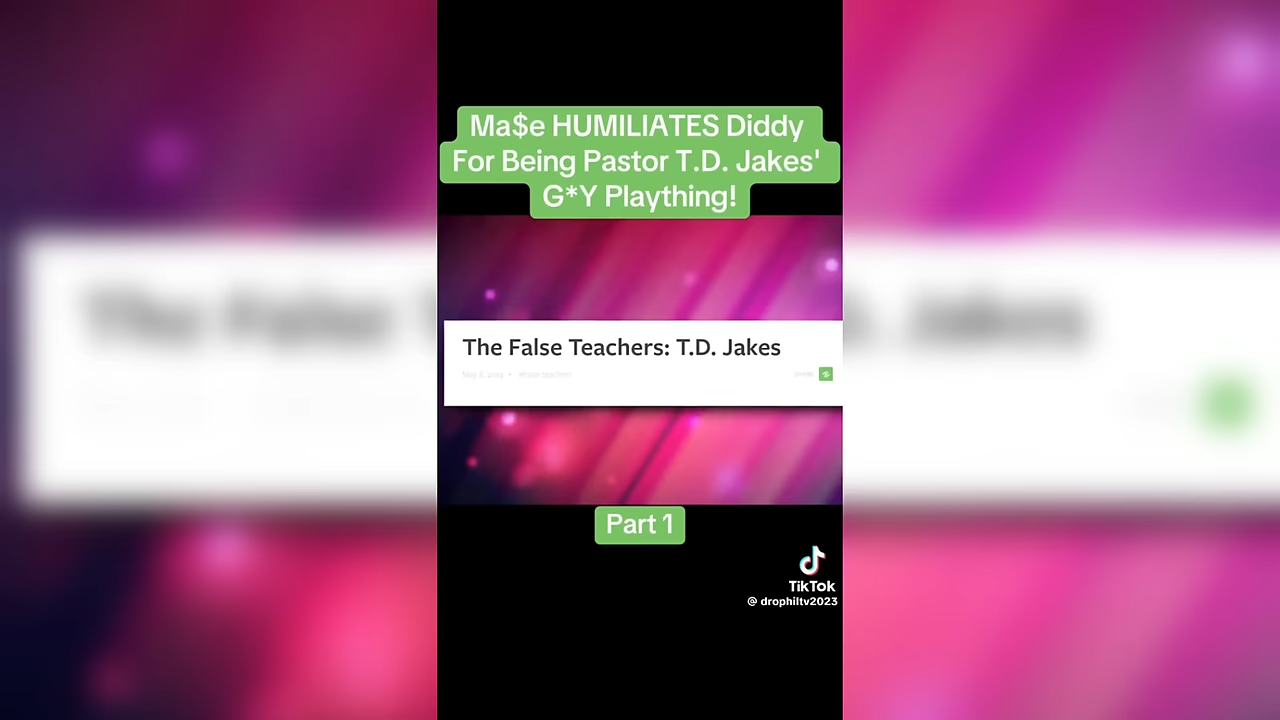 Ma$e HUMILIATES Diddy
For Being Pastor T.D. Jakes'
G*Y Plaything!
The False Teachers: T.D. Jakes
Part 1
TikTok
@ drophiltv2023